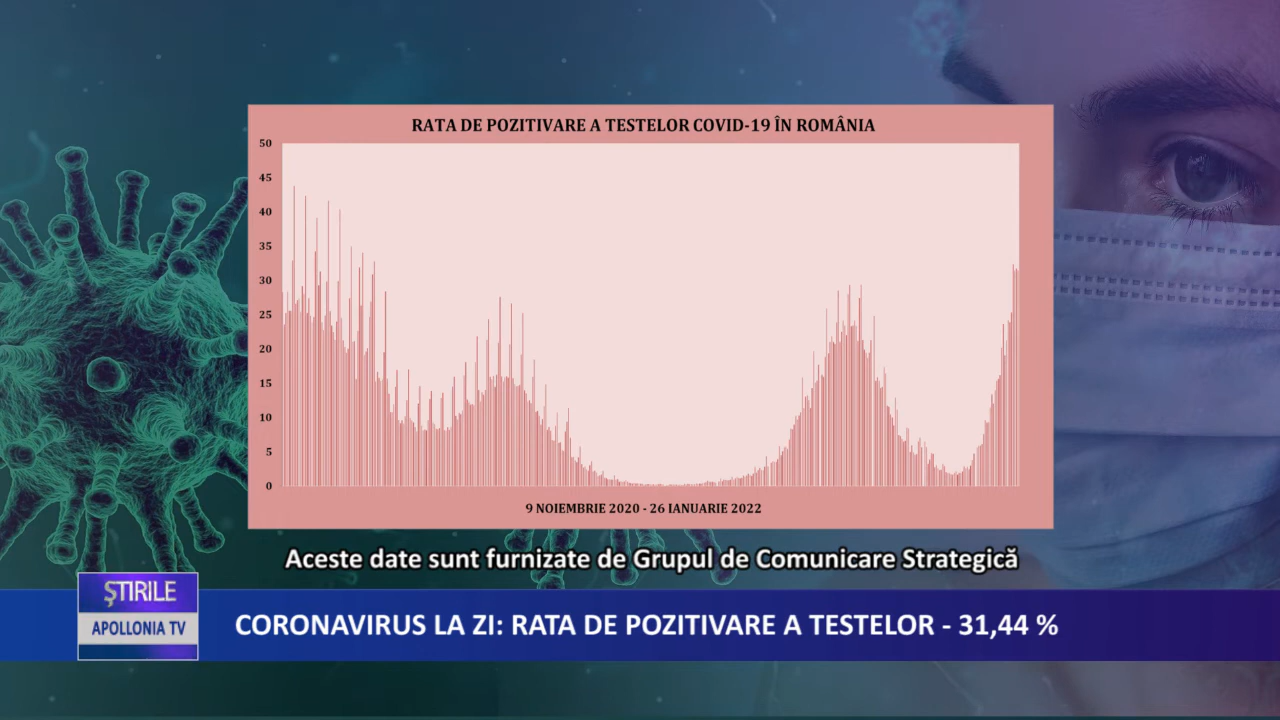 RATA DE POZITIVARE A TESTELOR COVID-19 ÎN ROMÂNIA
50
45
40
35
30
25
20
15
10
5
0
9 NOIEMBRIE 2020 - 26 IANUARIE 2022
Aceste date sunt furnizate de Grupul de Comunicare Strategică
ȘTIRILE
APOLLONIA TV
CORONAVIRUS LA ZI: RATA DE POZITIVARE A TESTELOR - 31,44 %